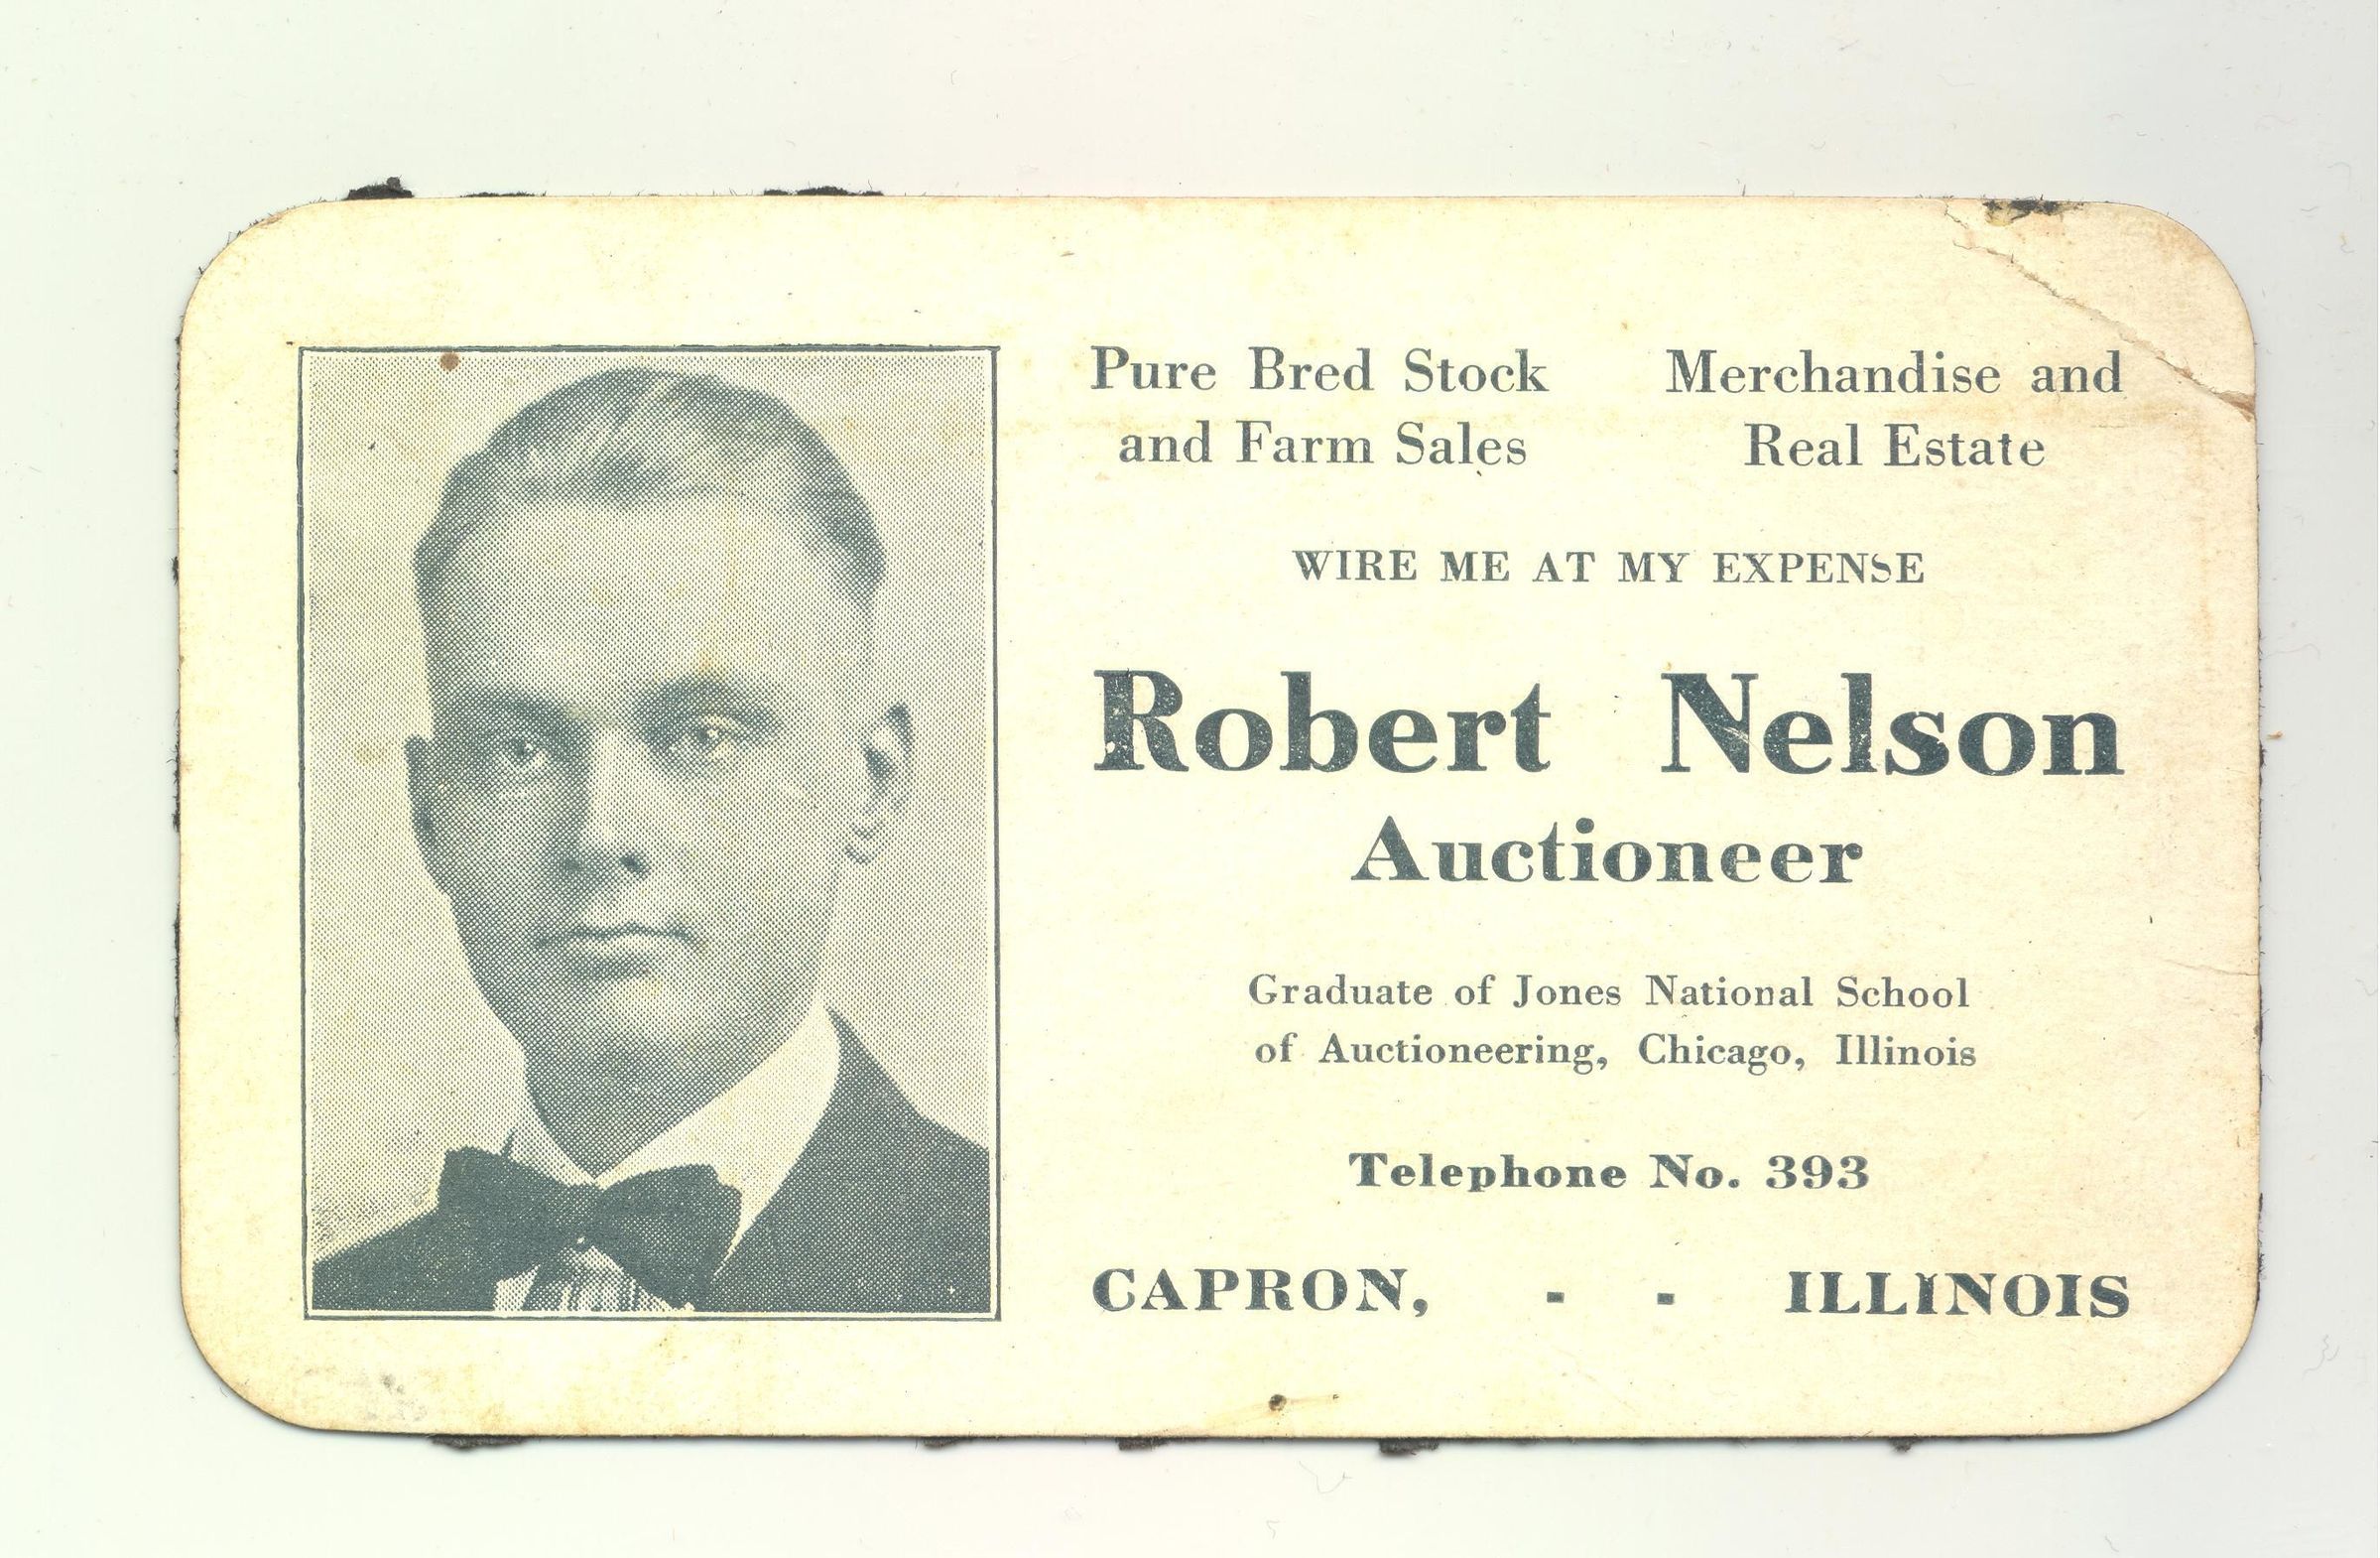 Pure Bred Stock
and Farm Sales
Merchandise and
Real Estate
WIRE ME AT MY EXPENSE
Robert Nelson
Auctioneer
Graduate of Jones National School
of Auctioneering, Chicago, Illinois
Telephone No. 393
CAPRON, - - ILLINOIS